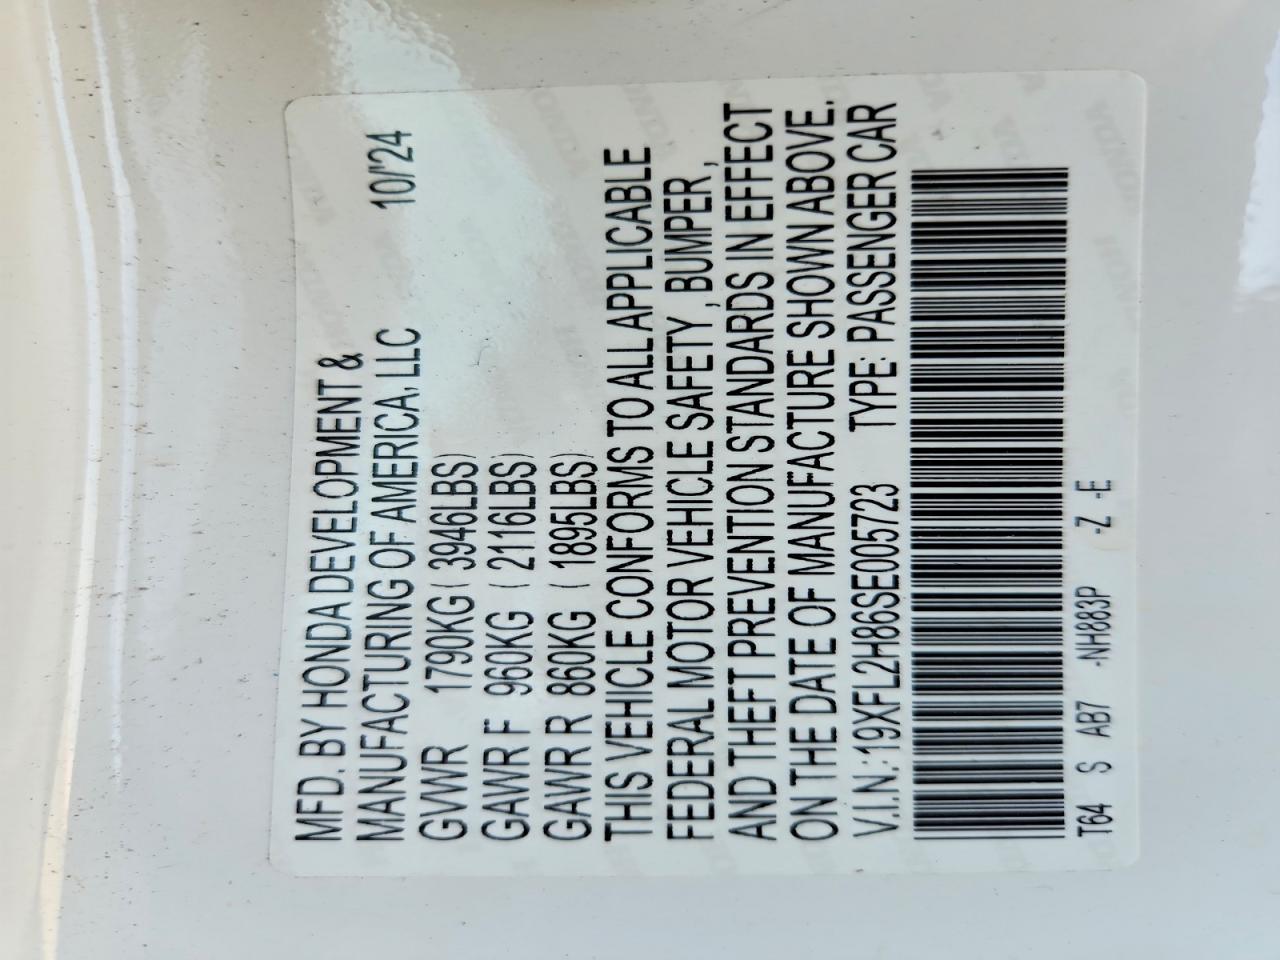 MFD. BY HONDA DEVELOPMENT &
MANUFACTURING OF AMERICA, LLC 10/'24
GVWR 1790KG ( 3946LBS)
GAWR F 960KG ( 2116LBS)
GAWR R 860KG ( 1895LBS)
THIS VEHICLE CONFORMS TO ALL APPLICABLE
FEDERAL MOTOR VEHICLE SAFETY , BUMPER ,
AND THEFT PREVENTION STANDARDS IN EFFECT
ON THE DATE OF MANUFACTURE SHOWN ABOVE.
V.I.N.:19XFL2H86SE005723 TYPE: PASSENGER CAR
T64 S AB7 -NH883P -Z -E